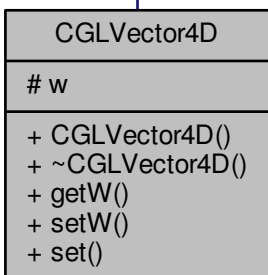 CGLVector4D
# w
+ CGLVector4D()
+ ~CGLVector4D()
+ getW()
+ setW()
+ set()